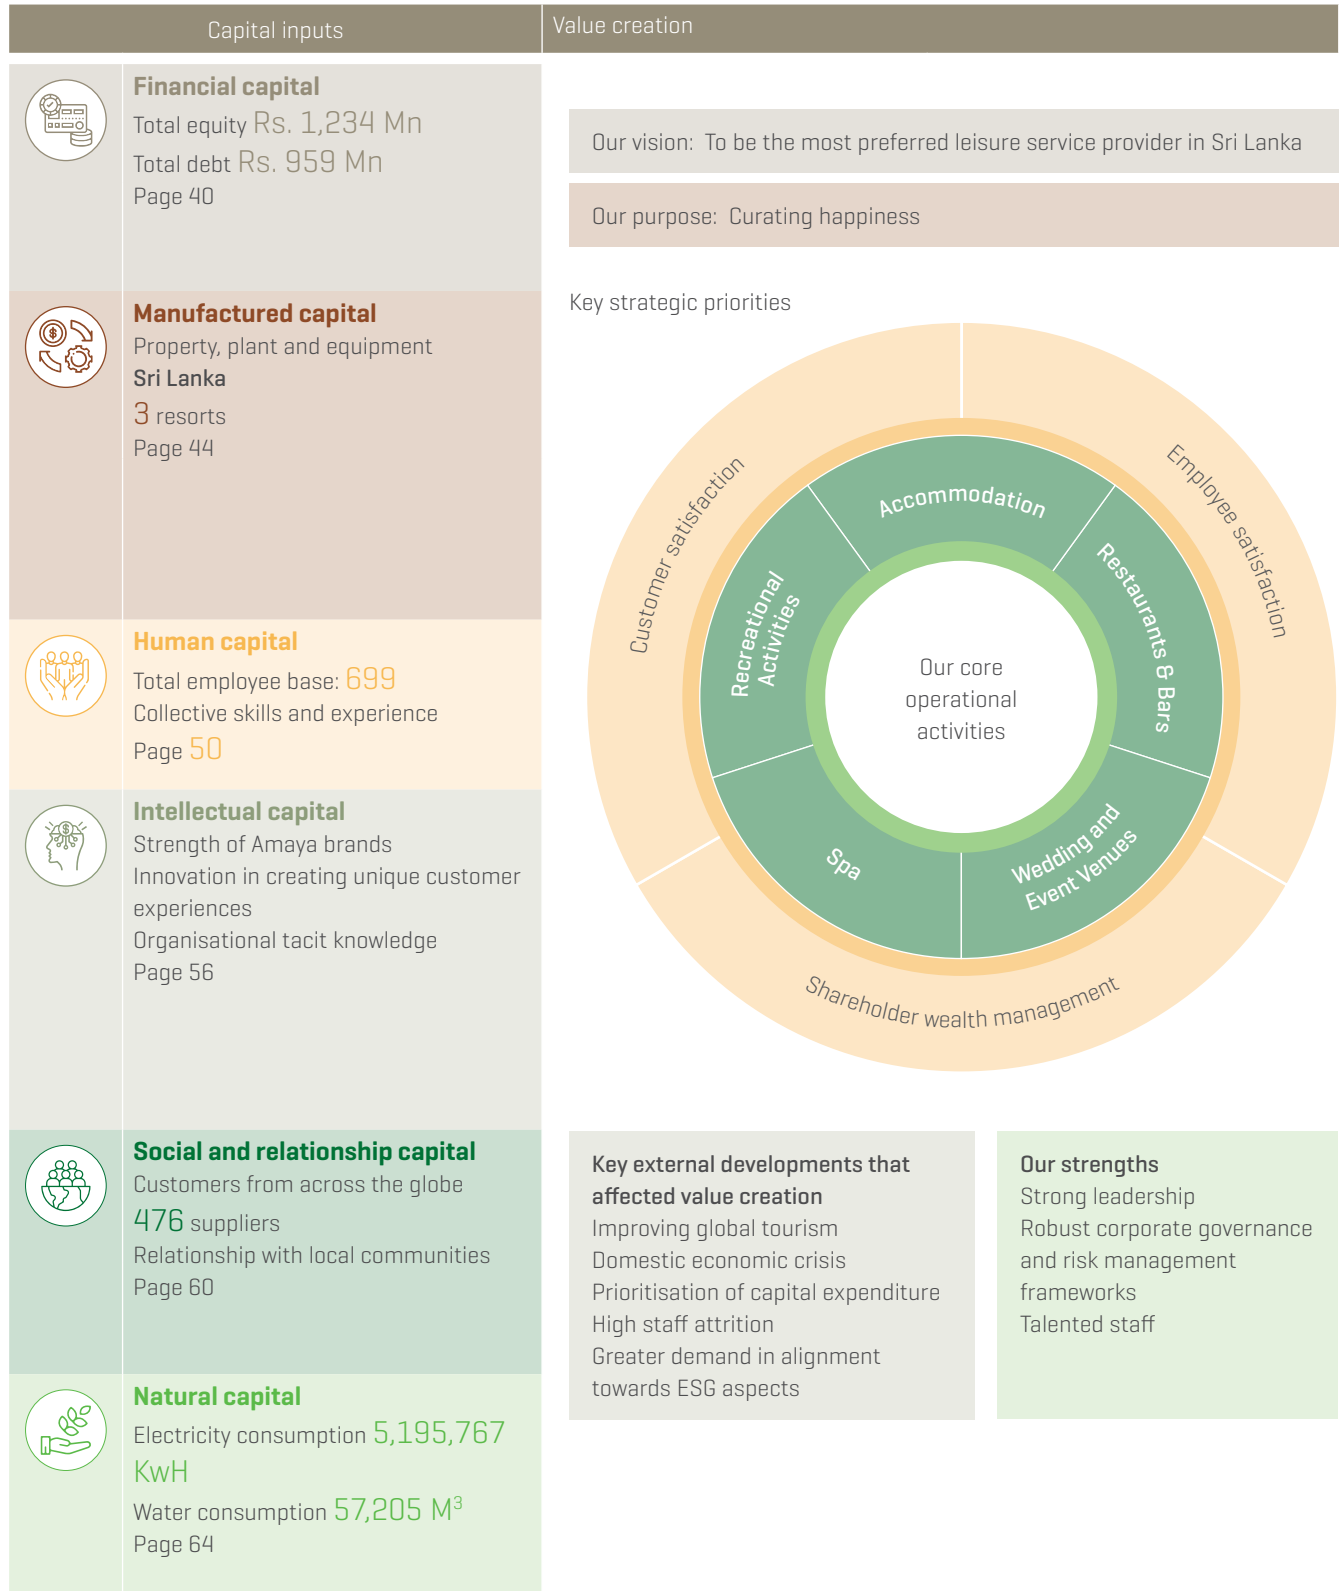 Capital inputs
Value creation
Financial capital
Total equity Rs. 1,234 Mn
Total debt Rs. 959 Mn
Page 40
Manufactured capital
Property, plant and equipment
Sri Lanka
3 resorts
Page 44
Human capital
Total employee base: 699
Collective skills and experience
Page 50
Intellectual capital
Strength of Amaya brands
Innovation in creating unique customer
experiences
Organisational tacit knowledge
Page 56
Social and relationship capital
Customers from across the globe
476 suppliers
Relationship with local communities
Page 60
Natural capital
Electricity consumption 5,195,767
KwH
Water consumption 57,205 M³
Page 64
Our vision: To be the most preferred leisure service provider in Sri Lanka
Our purpose: Curating happiness
Key strategic priorities
Customer satisfaction
Employee satisfaction
Shareholder wealth management
Accommodation
Restaurants & Bars
Wedding and
Event Venues
Spa
Recreational
Activities
Our core
operational
activities
Key external developments that
affected value creation
Improving global tourism
Domestic economic crisis
Prioritisation of capital expenditure
High staff attrition
Greater demand in alignment
towards ESG aspects
Our strengths
Strong leadership
Robust corporate governance
and risk management
frameworks
Talented staff